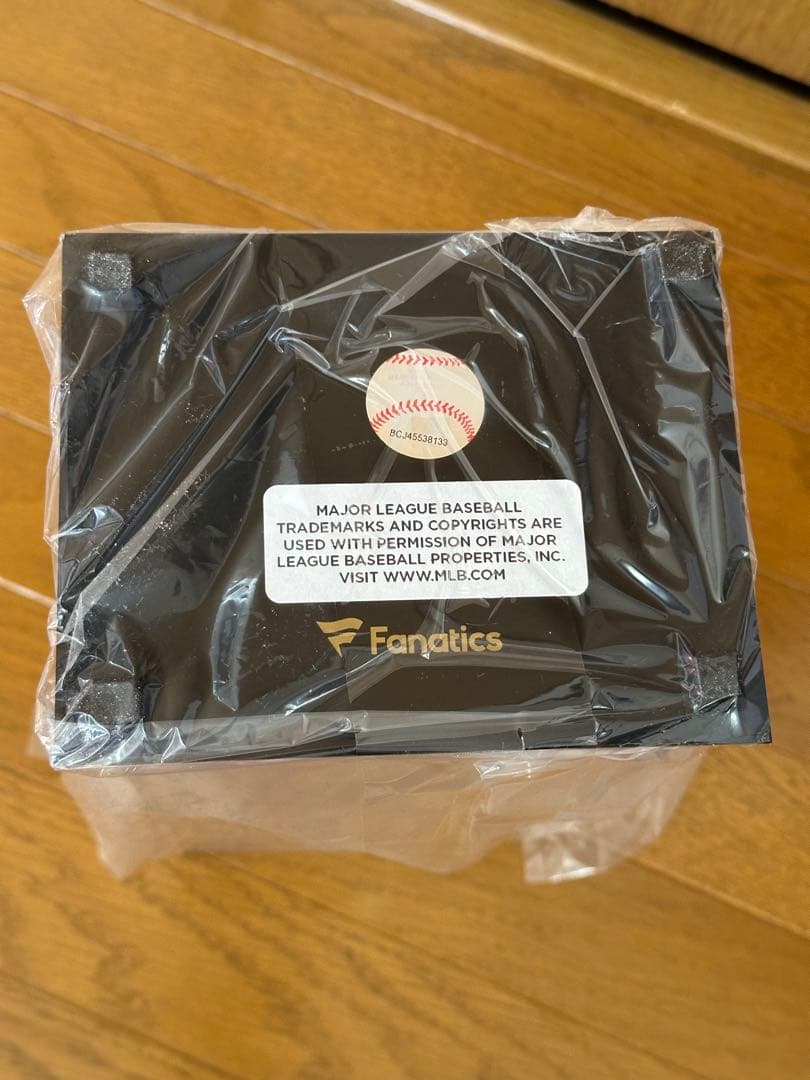 BCJ45538133
MAJOR LEAGUE BASEBALL
TRADEMARKS AND COPYRIGHTS ARE
USED WITH PERMISSION OF MAJOR
LEAGUE BASEBALL PROPERTIES, INC.
VISIT WWW.MLB.COM
Fanatics